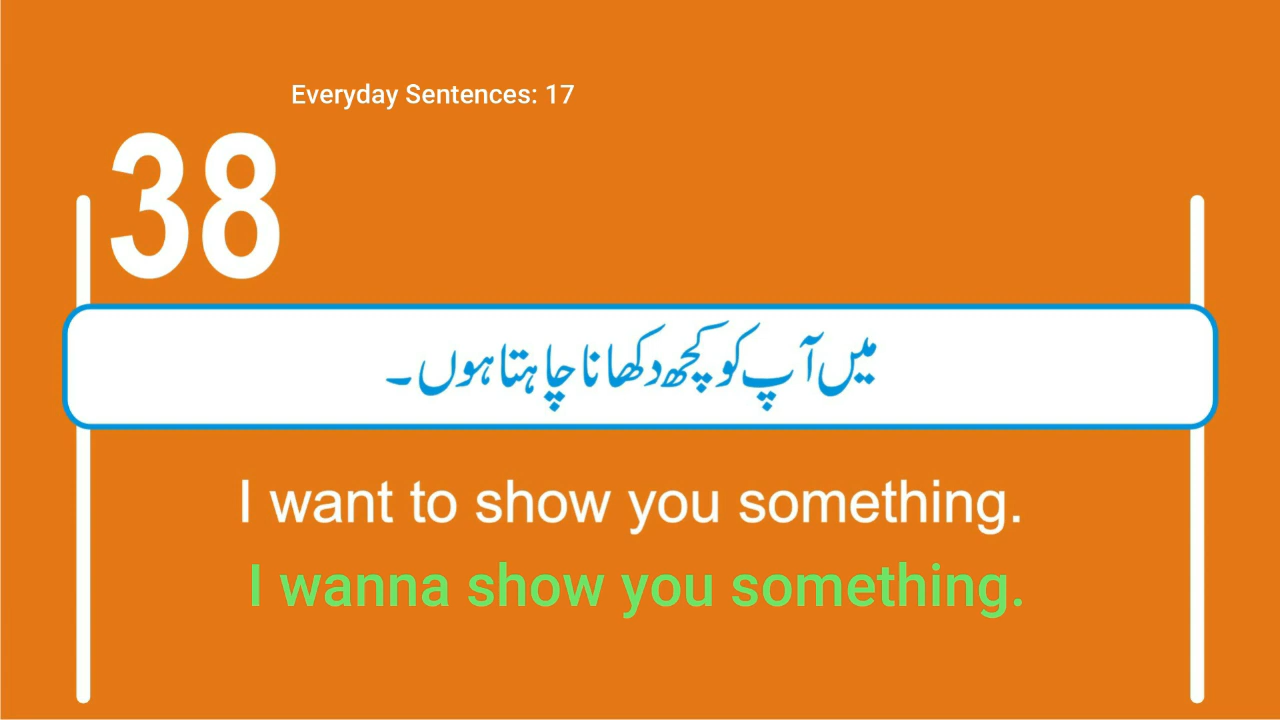 Everyday Sentences: 17
38
میں آپ کو کچھ دکھانا چاہتا ہوں۔
I want to show you something.
I wanna show you something.